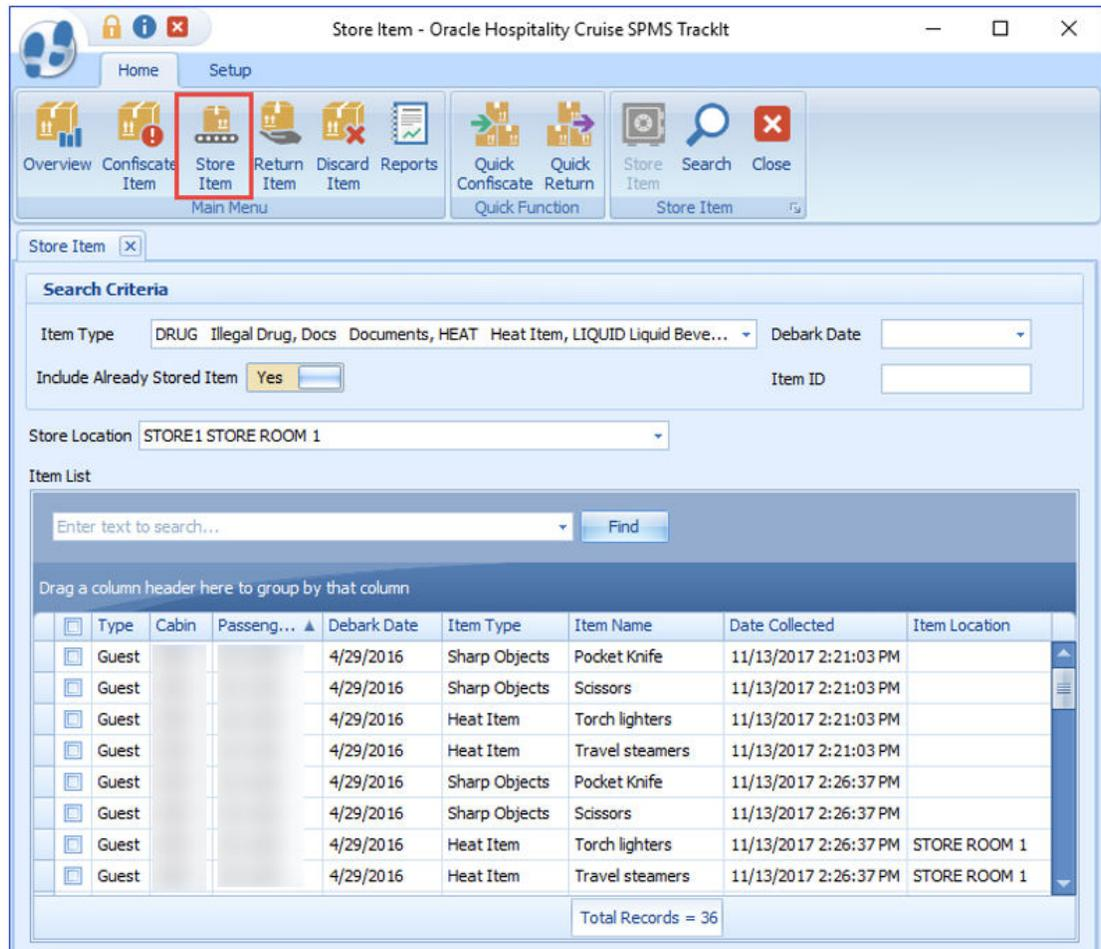 Store Item - Oracle Hospitality Cruise SPMS TrackIt
Home Setup
Overview Confiscate Item Store Item Return Item Discard Item Reports Quick Confiscate Quick Return Store Item Search Close
Main Menu Quick Function Store Item
Store Item
Search Criteria
Item Type DRUG Illegal Drug, Docs Documents, HEAT Heat Item, LIQUID Liquid Beve... Debark Date
Include Already Stored Item Yes Item ID
Store Location STORE1 STORE ROOM 1
Item List
Enter text to search... Find
Drag a column header here to group by that column
Type Cabin Passeng... Debark Date Item Type Item Name Date Collected Item Location
Guest 4/29/2016 Sharp Objects Pocket Knife 11/13/2017 2:21:03 PM
Guest 4/29/2016 Sharp Objects Scissors 11/13/2017 2:21:03 PM
Guest 4/29/2016 Heat Item Torch lighters 11/13/2017 2:21:03 PM
Guest 4/29/2016 Heat Item Travel steamers 11/13/2017 2:21:03 PM
Guest 4/29/2016 Sharp Objects Pocket Knife 11/13/2017 2:26:37 PM
Guest 4/29/2016 Sharp Objects Scissors 11/13/2017 2:26:37 PM
Guest 4/29/2016 Heat Item Torch lighters 11/13/2017 2:26:37 PM STORE ROOM 1
Guest 4/29/2016 Heat Item Travel steamers 11/13/2017 2:26:37 PM STORE ROOM 1
Total Records = 36